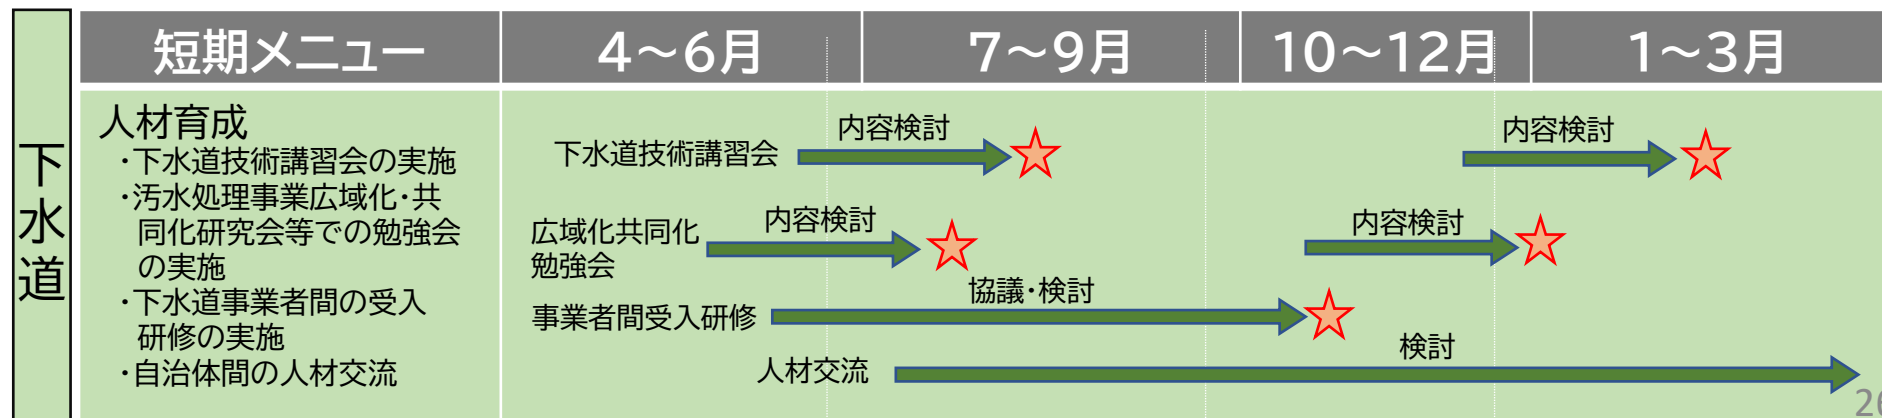 下水道
短期メニュー
4～6月
7～9月
10～12月
1～3月
人材育成
・下水道技術講習会の実施
・汚水処理事業広域化・共
同化研究会等での勉強会
の実施
・下水道事業者間の受入
研修の実施
・自治体間の人材交流
下水道技術講習会
内容検討
内容検討
広域化共同化
勉強会
内容検討
内容検討
事業者間受入研修
協議・検討
人材交流
検討